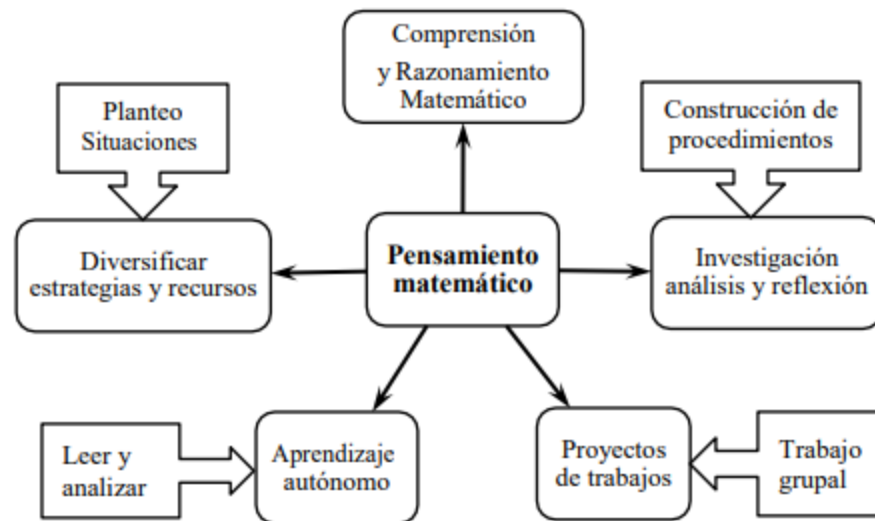 Comprensión
y Razonamiento
Matemático
Planteo
Situaciones
Construcción de
procedimientos
Diversificar
estrategias y recursos
Pensamiento
matemático
Investigación
análisis y reflexión
Leer y
analizar
Aprendizaje
autónomo
Proyectos
de trabajos
Trabajo
grupal